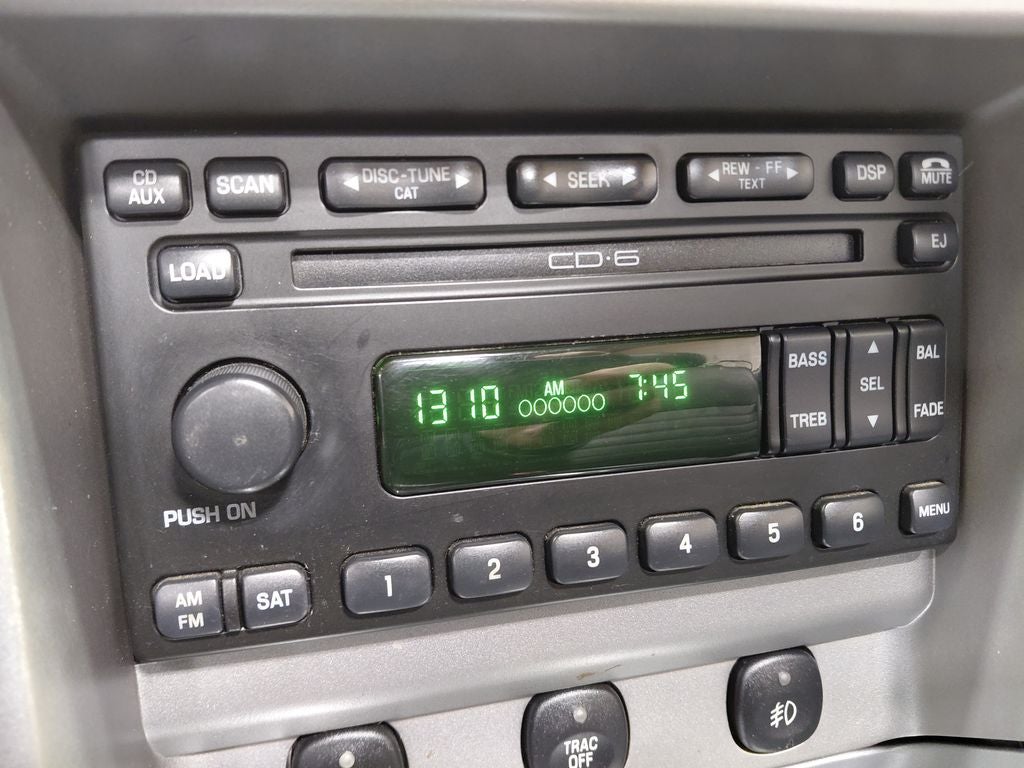 CD
AUX
SCAN
◄ DISC-TUNE ►
CAT
◄ SEEK ►
◄ REW - FF ►
TEXT
DSP
MUTE
LOAD
CD·6
EJ
1310
AM
7:45
BASS
TREB
▲
SEL
▼
BAL
FADE
PUSH ON
AM
FM
SAT
1
2
3
4
5
6
MENU
TRAC
OFF